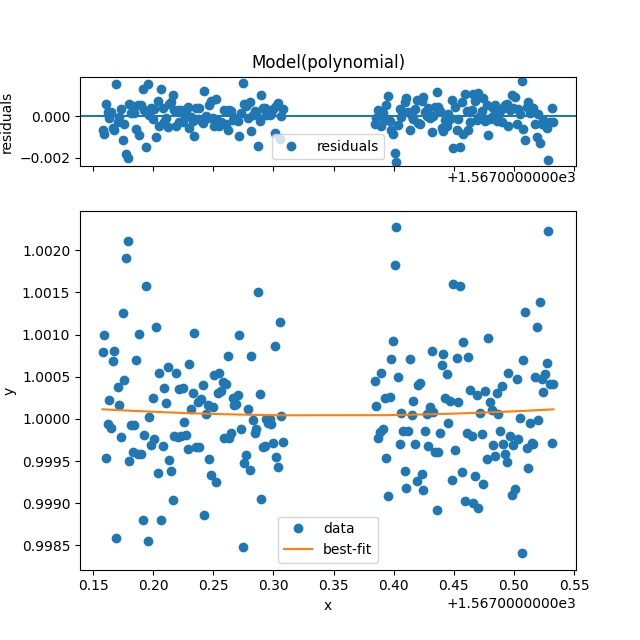 Model(polynomial)
residuals
0.000
−0.002
residuals
+1.5670000000e3
y
1.0020
1.0015
1.0010
1.0005
1.0000
0.9995
0.9990
0.9985
data
best-fit
0.15 0.20 0.25 0.30 0.35 0.40 0.45 0.50 0.55
x
+1.5670000000e3